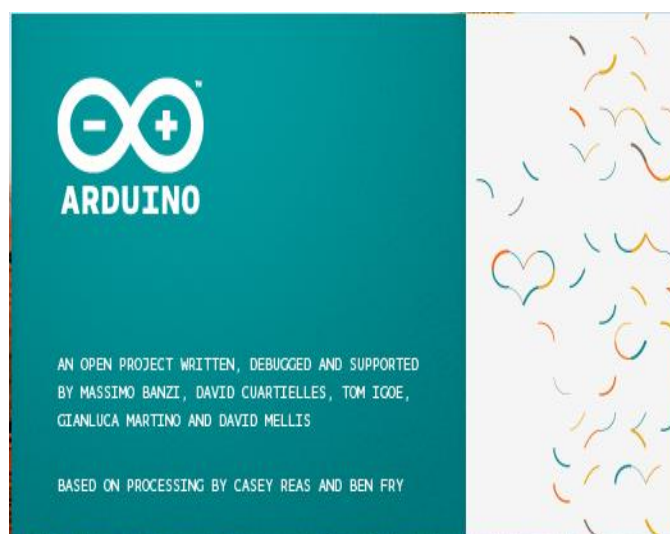 ARDUINO
AN OPEN PROJECT WRITTEN, DEBUGGED AND SUPPORTED
BY MASSIMO BANZI, DAVID CUARTIELLES, TOM IGOE,
GIANLUCA MARTINO AND DAVID MELLIS
BASED ON PROCESSING BY CASEY REAS AND BEN FRY